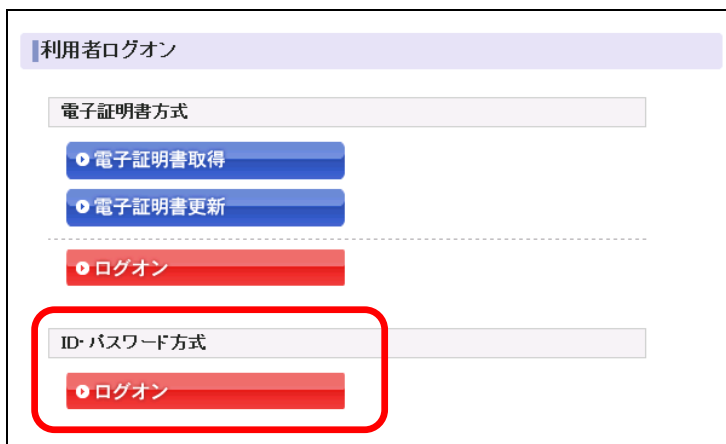 利用者ログオン
電子証明書方式
電子証明書取得
電子証明書更新
ログオン
ID・パスワード方式
ログオン